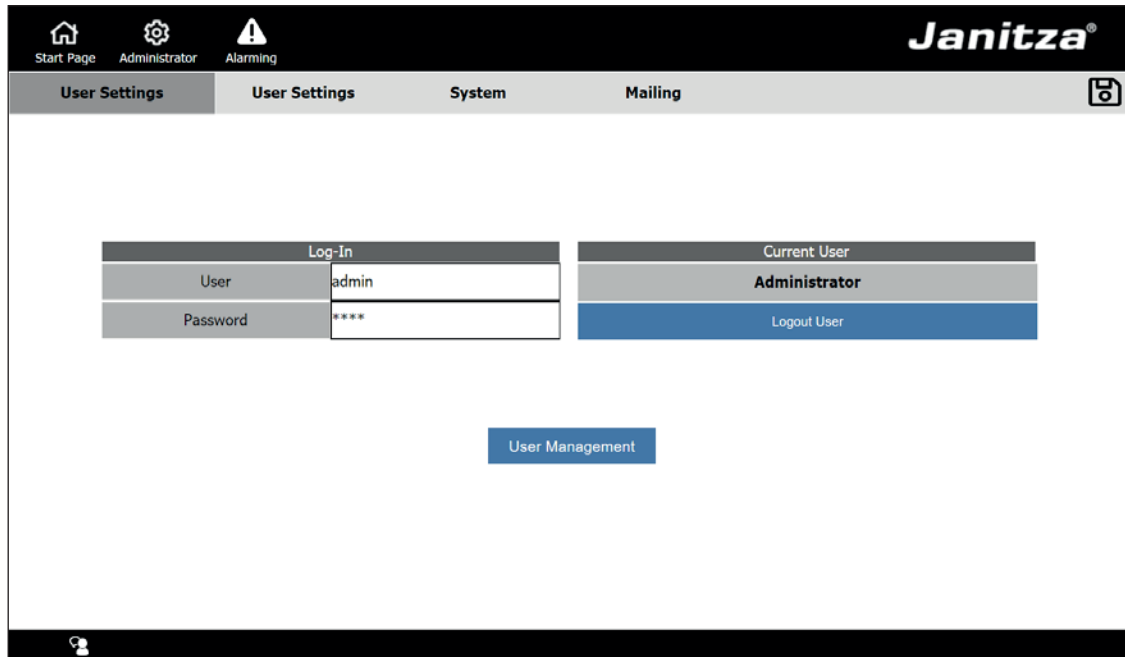 Janitza®
Start Page Administrator Alarming
User Settings User Settings System Mailing
Log-In Current User
User admin Administrator
Password **** Logout User
User Management